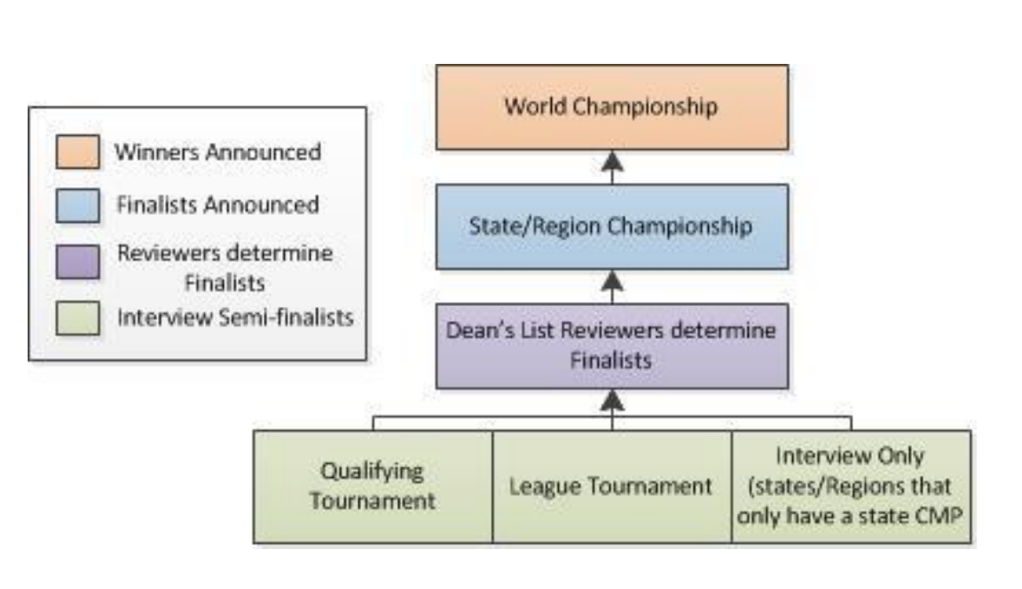 World Championship
Winners Announced
Finalists Announced
Reviewers determine
Finalists
Interview Semi-finalists
State/Region Championship
Dean's List Reviewers determine
Finalists
Qualifying
Tournament
League Tournament
Interview Only
(states/Regions that
only have a state CMP